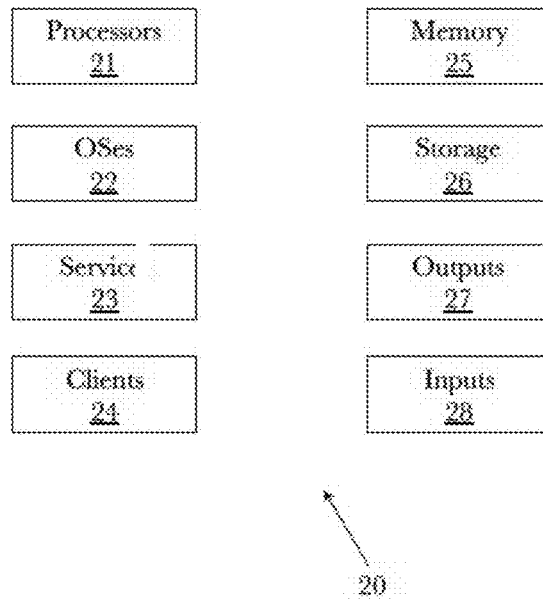 Processors
21
Memory
25
OSes
22
Storage
26
23
Outputs
27
Clients
24
Inputs
28
20